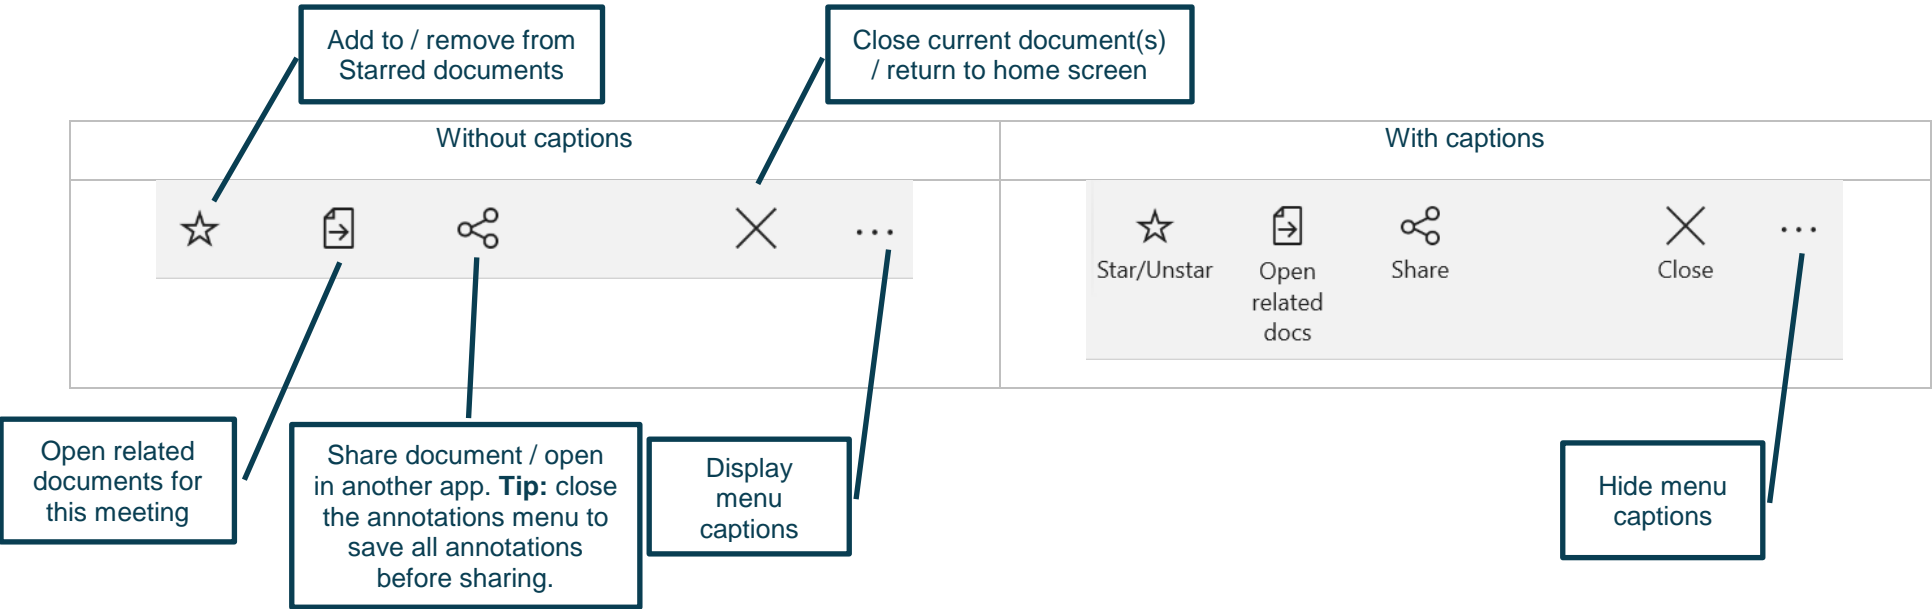 Add to / remove from
Starred documents
Close current document(s)
/ return to home screen
Without captions
With captions
Star/Unstar
Open
related
docs
Share
Close
Open related
documents for
this meeting
Share document / open
in another app. Tip: close
the annotations menu to
save all annotations
before sharing.
Display
menu
captions
Hide menu
captions